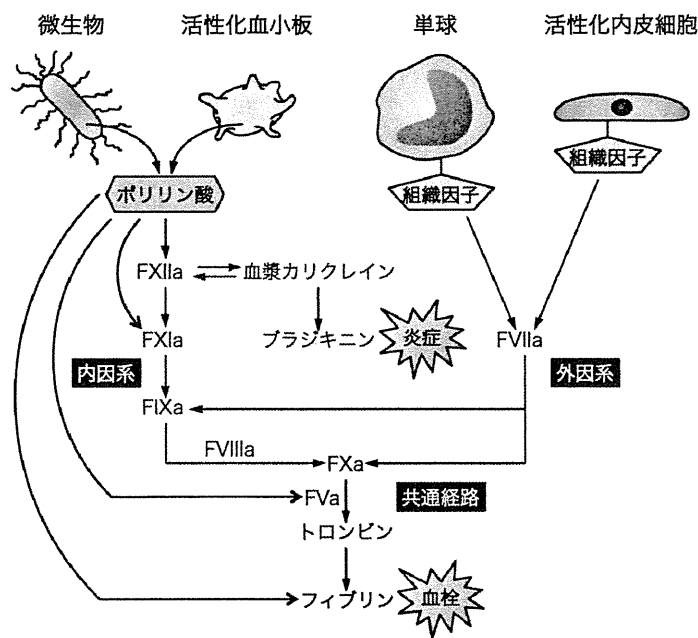 微生物
活性化血小板
単球
活性化内皮細胞
組織因子
組織因子
ポリリン酸
FXIIa
血漿カリクレイン
FXIa
ブラジキニン
炎症
FVIIa
内因系
外因系
FIXa
FVIIIa
FXa
FVa
共通経路
トロンビン
フィブリン
血栓